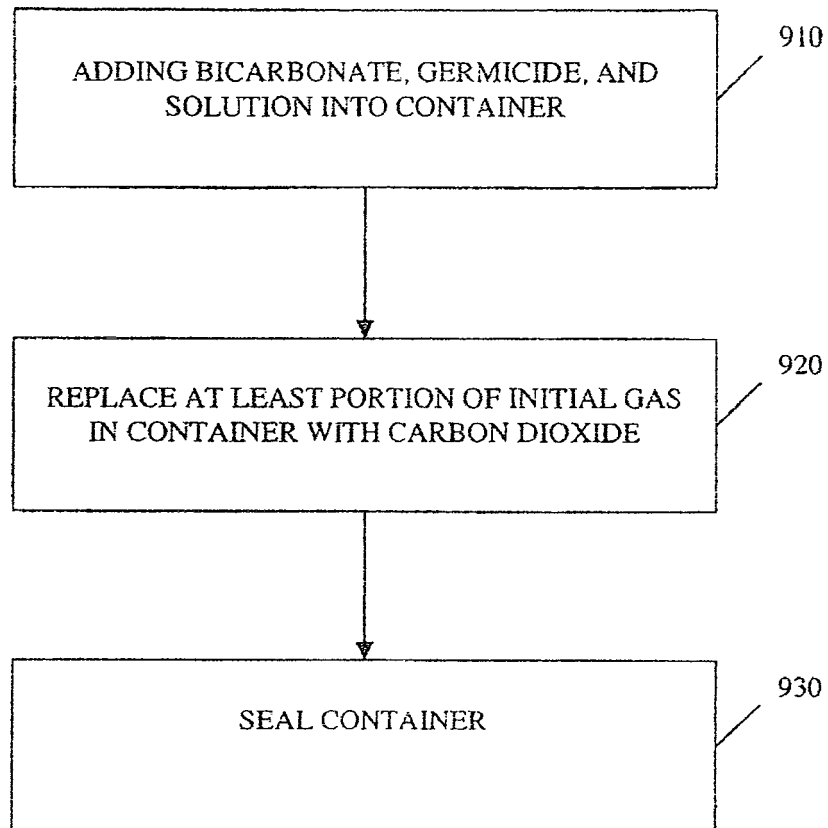 910
ADDING BICARBONATE, GERMICIDE, AND
SOLUTION INTO CONTAINER
920
REPLACE AT LEAST PORTION OF INITIAL GAS
IN CONTAINER WITH CARBON DIOXIDE
930
SEAL CONTAINER